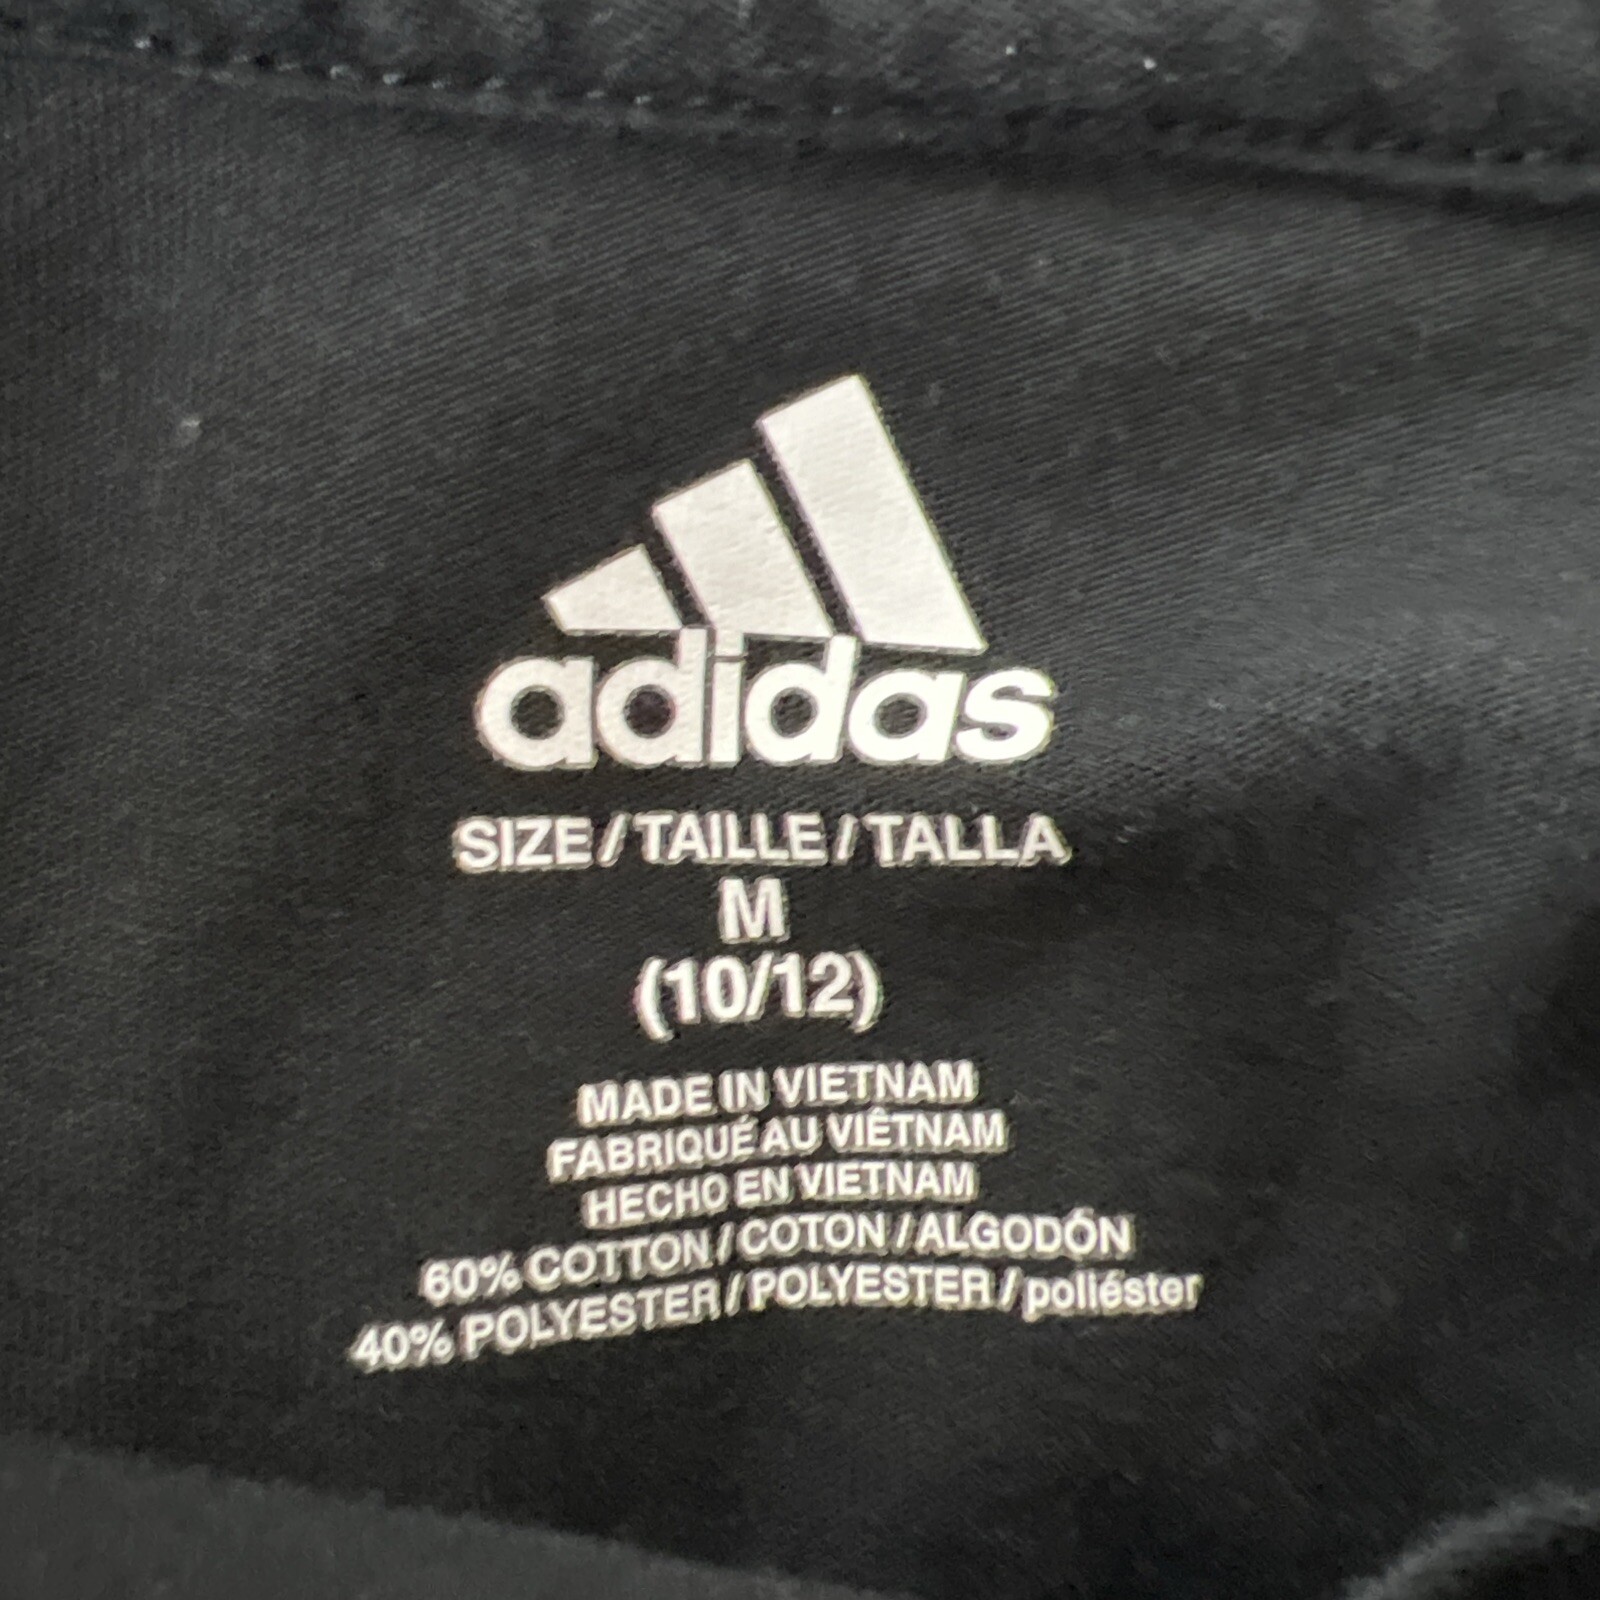 adidas
SIZE / TAILLE / TALLA
M
(10/12)
MADE IN VIETNAM
FABRIQUÉ AU VIÊTNAM
HECHO EN VIETNAM
60% COTTON / COTON / ALGODÓN
40% POLYESTER / POLYESTER / poliéster